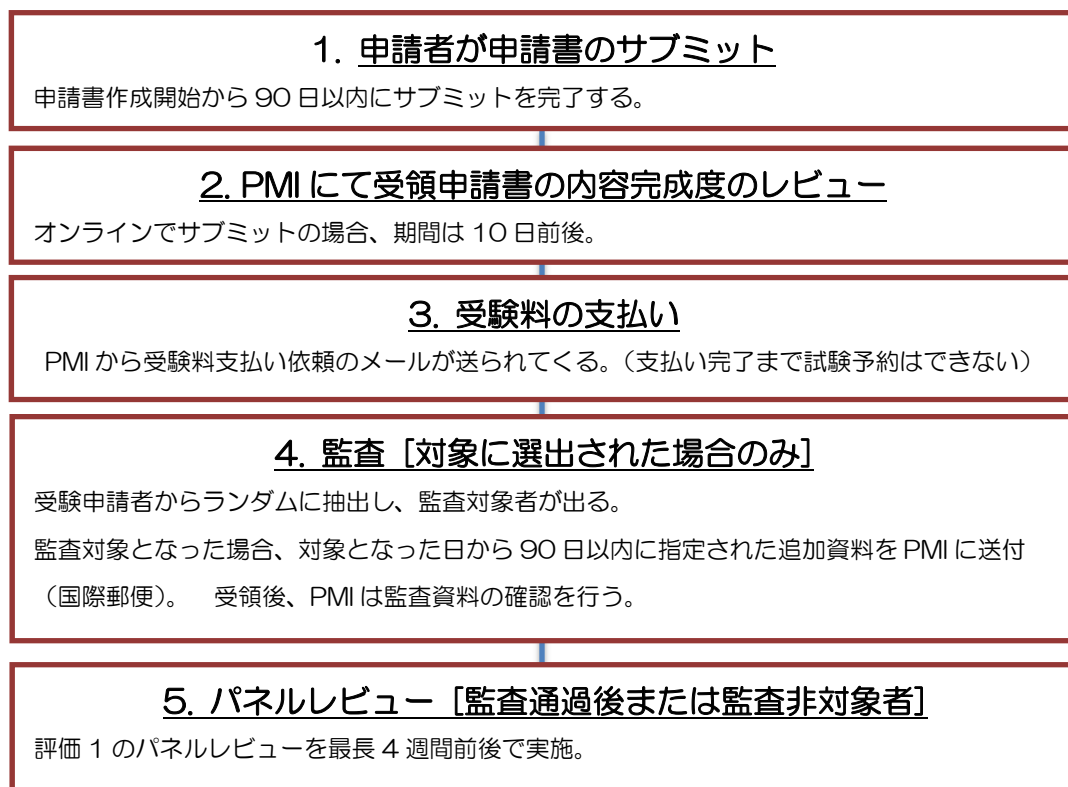 1. 申請者が申請書のサブミット
申請書作成開始から 90 日以内にサブミットを完了する。
2. PMI にて受領申請書の内容完成度のレビュー
オンラインでサブミットの場合、期間は 10 日前後。
3. 受験料の支払い
PMI から受験料支払い依頼のメールが送られてくる。（支払い完了まで試験予約はできない）
4. 監査［対象に選出された場合のみ］
受験申請者からランダムに抽出し、監査対象者が出る。
監査対象となった場合、対象となった日から 90 日以内に指定された追加資料を PMI に送付
（国際郵便）。　受領後、PMI は監査資料の確認を行う。
5. パネルレビュー［監査通過後または監査非対象者］
評価 1 のパネルレビューを最長 4 週間前後で実施。